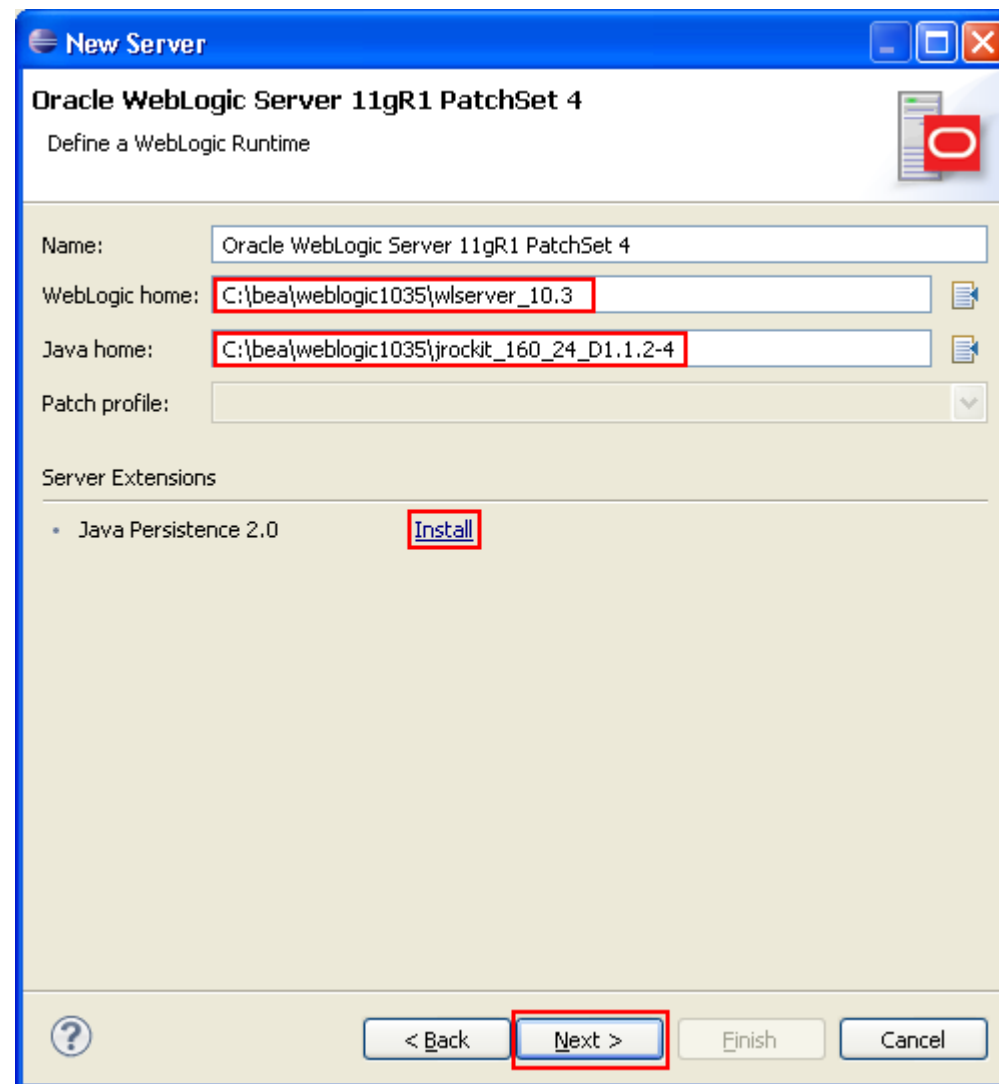 New Server
Oracle WebLogic Server 11gR1 PatchSet 4
Define a WebLogic Runtime
Name: Oracle WebLogic Server 11gR1 PatchSet 4
WebLogic home: C:\bea\weblogic1035\wlserver_10.3
Java home: C:\bea\weblogic1035\jrockit_160_24_D1.1.2-4
Patch profile:
Server Extensions
• Java Persistence 2.0 Install
? < Back Next > Finish Cancel